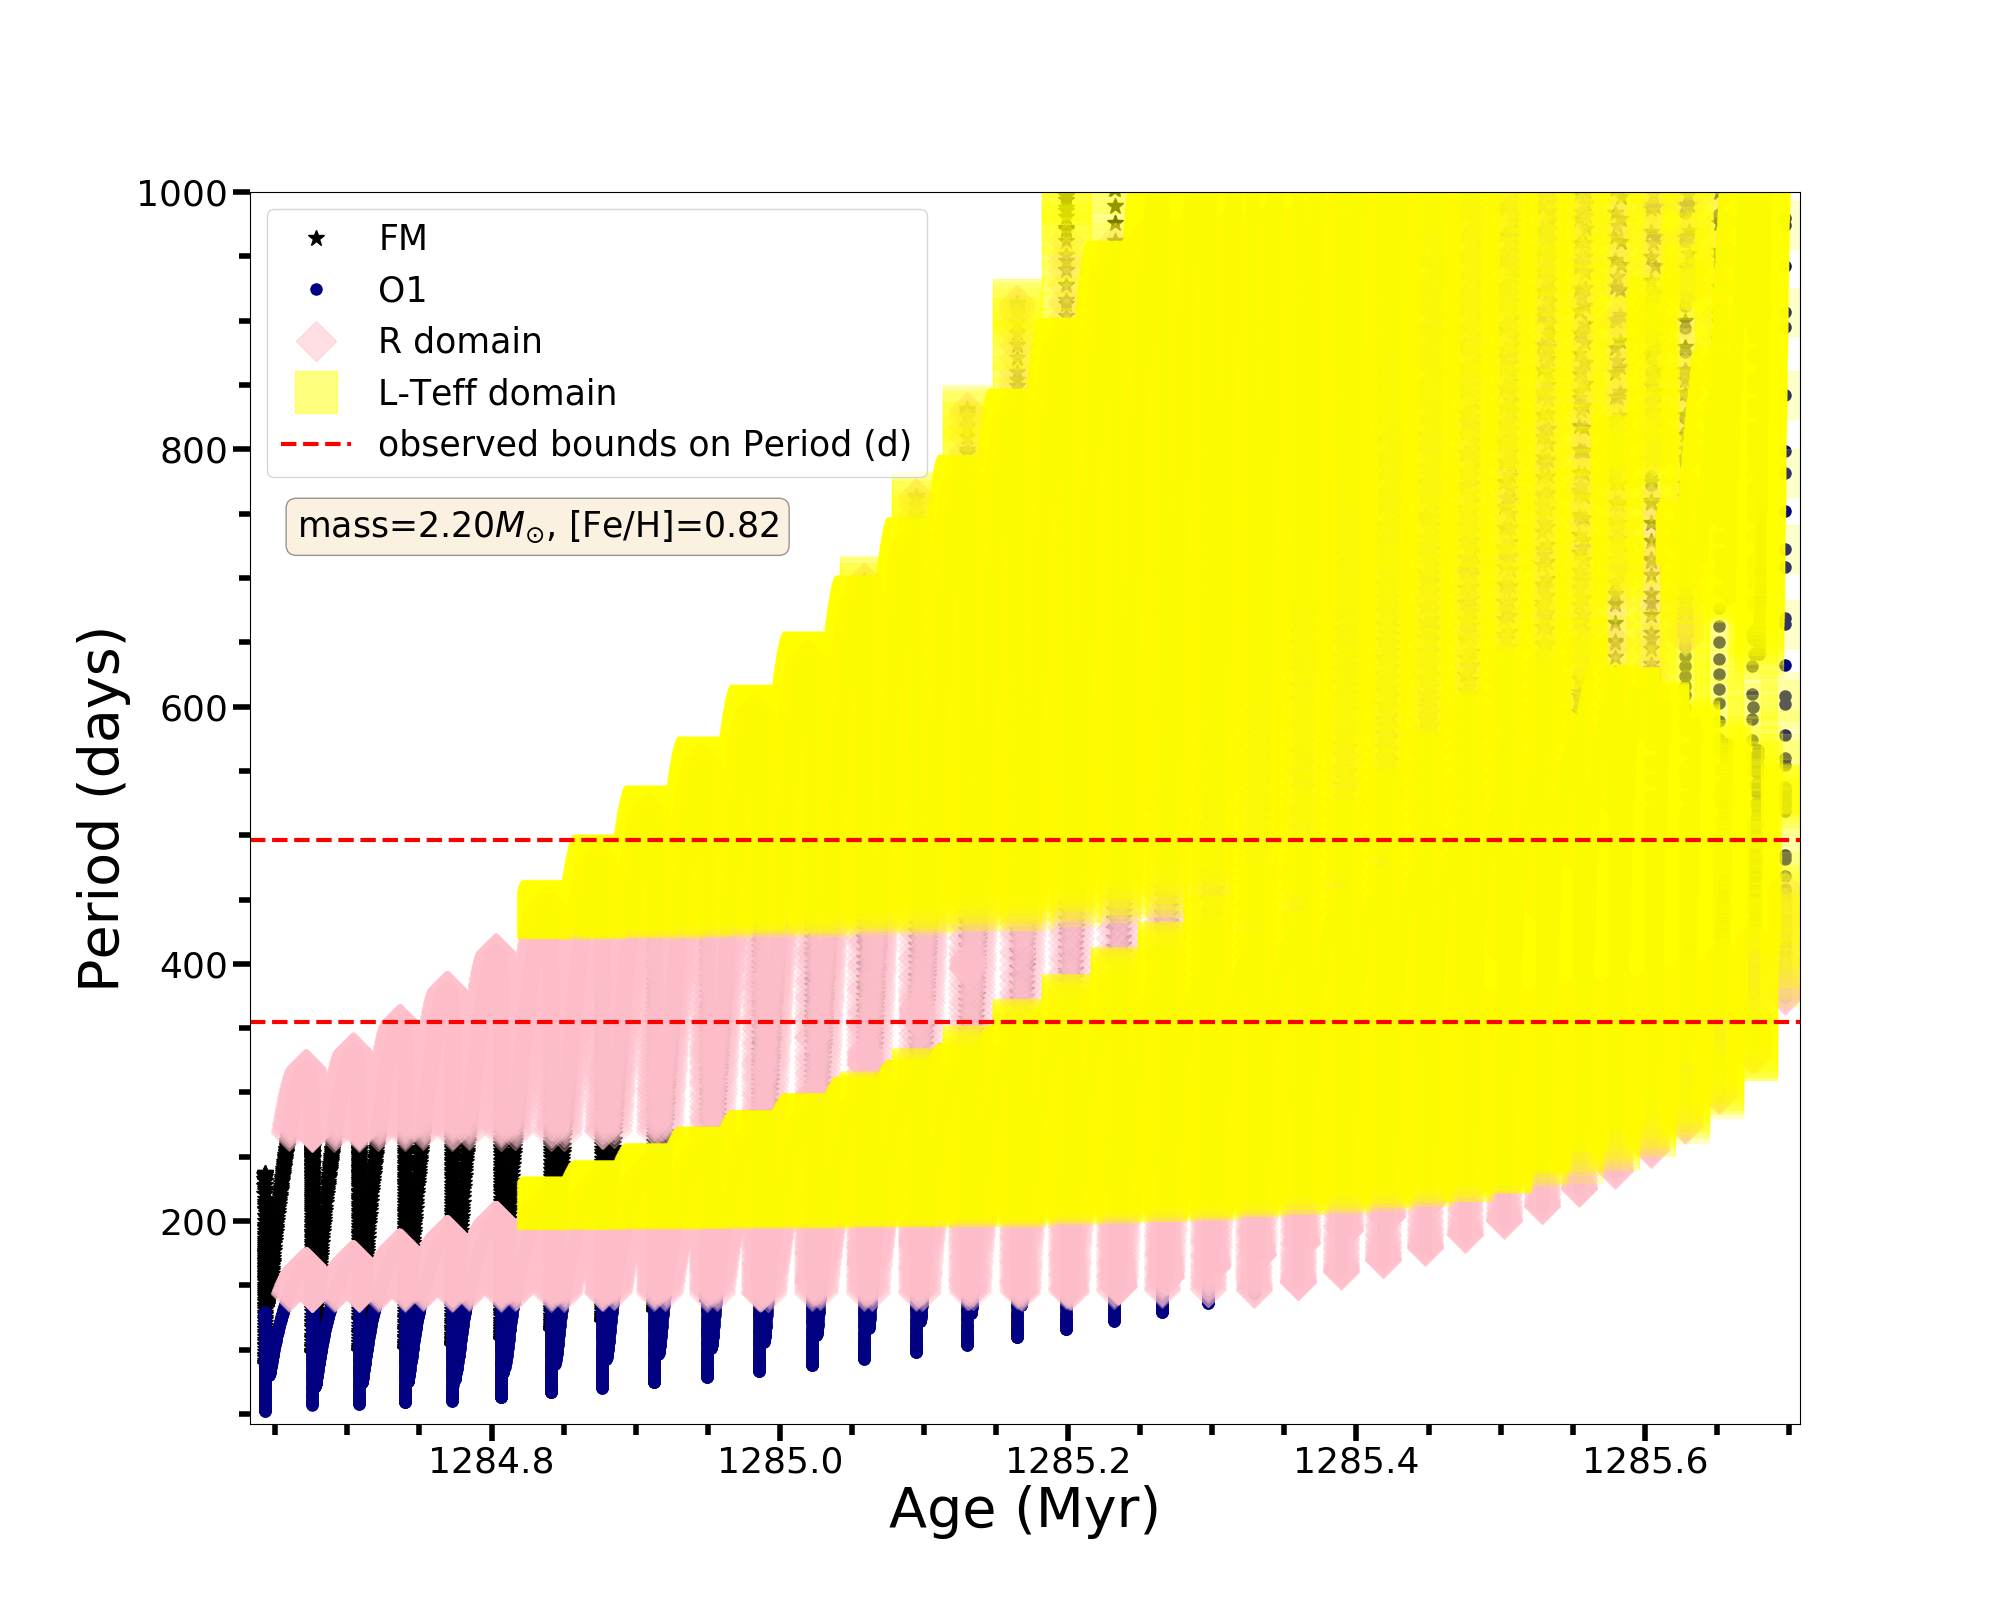 1000
800
600
400
200
Period (days)
FM
O1
R domain
L-Teff domain
observed bounds on Period (d)
mass=2.20M⊙, [Fe/H]=0.82
1284.8 1285.0 1285.2 1285.4 1285.6
Age (Myr)